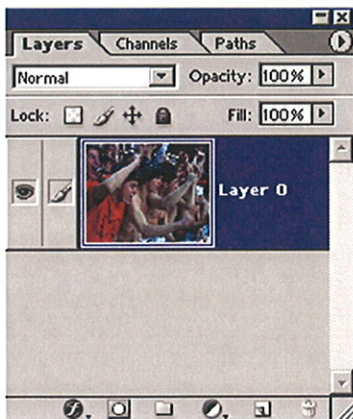 Layers Channels Paths
Normal Opacity: 100%
Lock: Fill: 100%
Layer 0